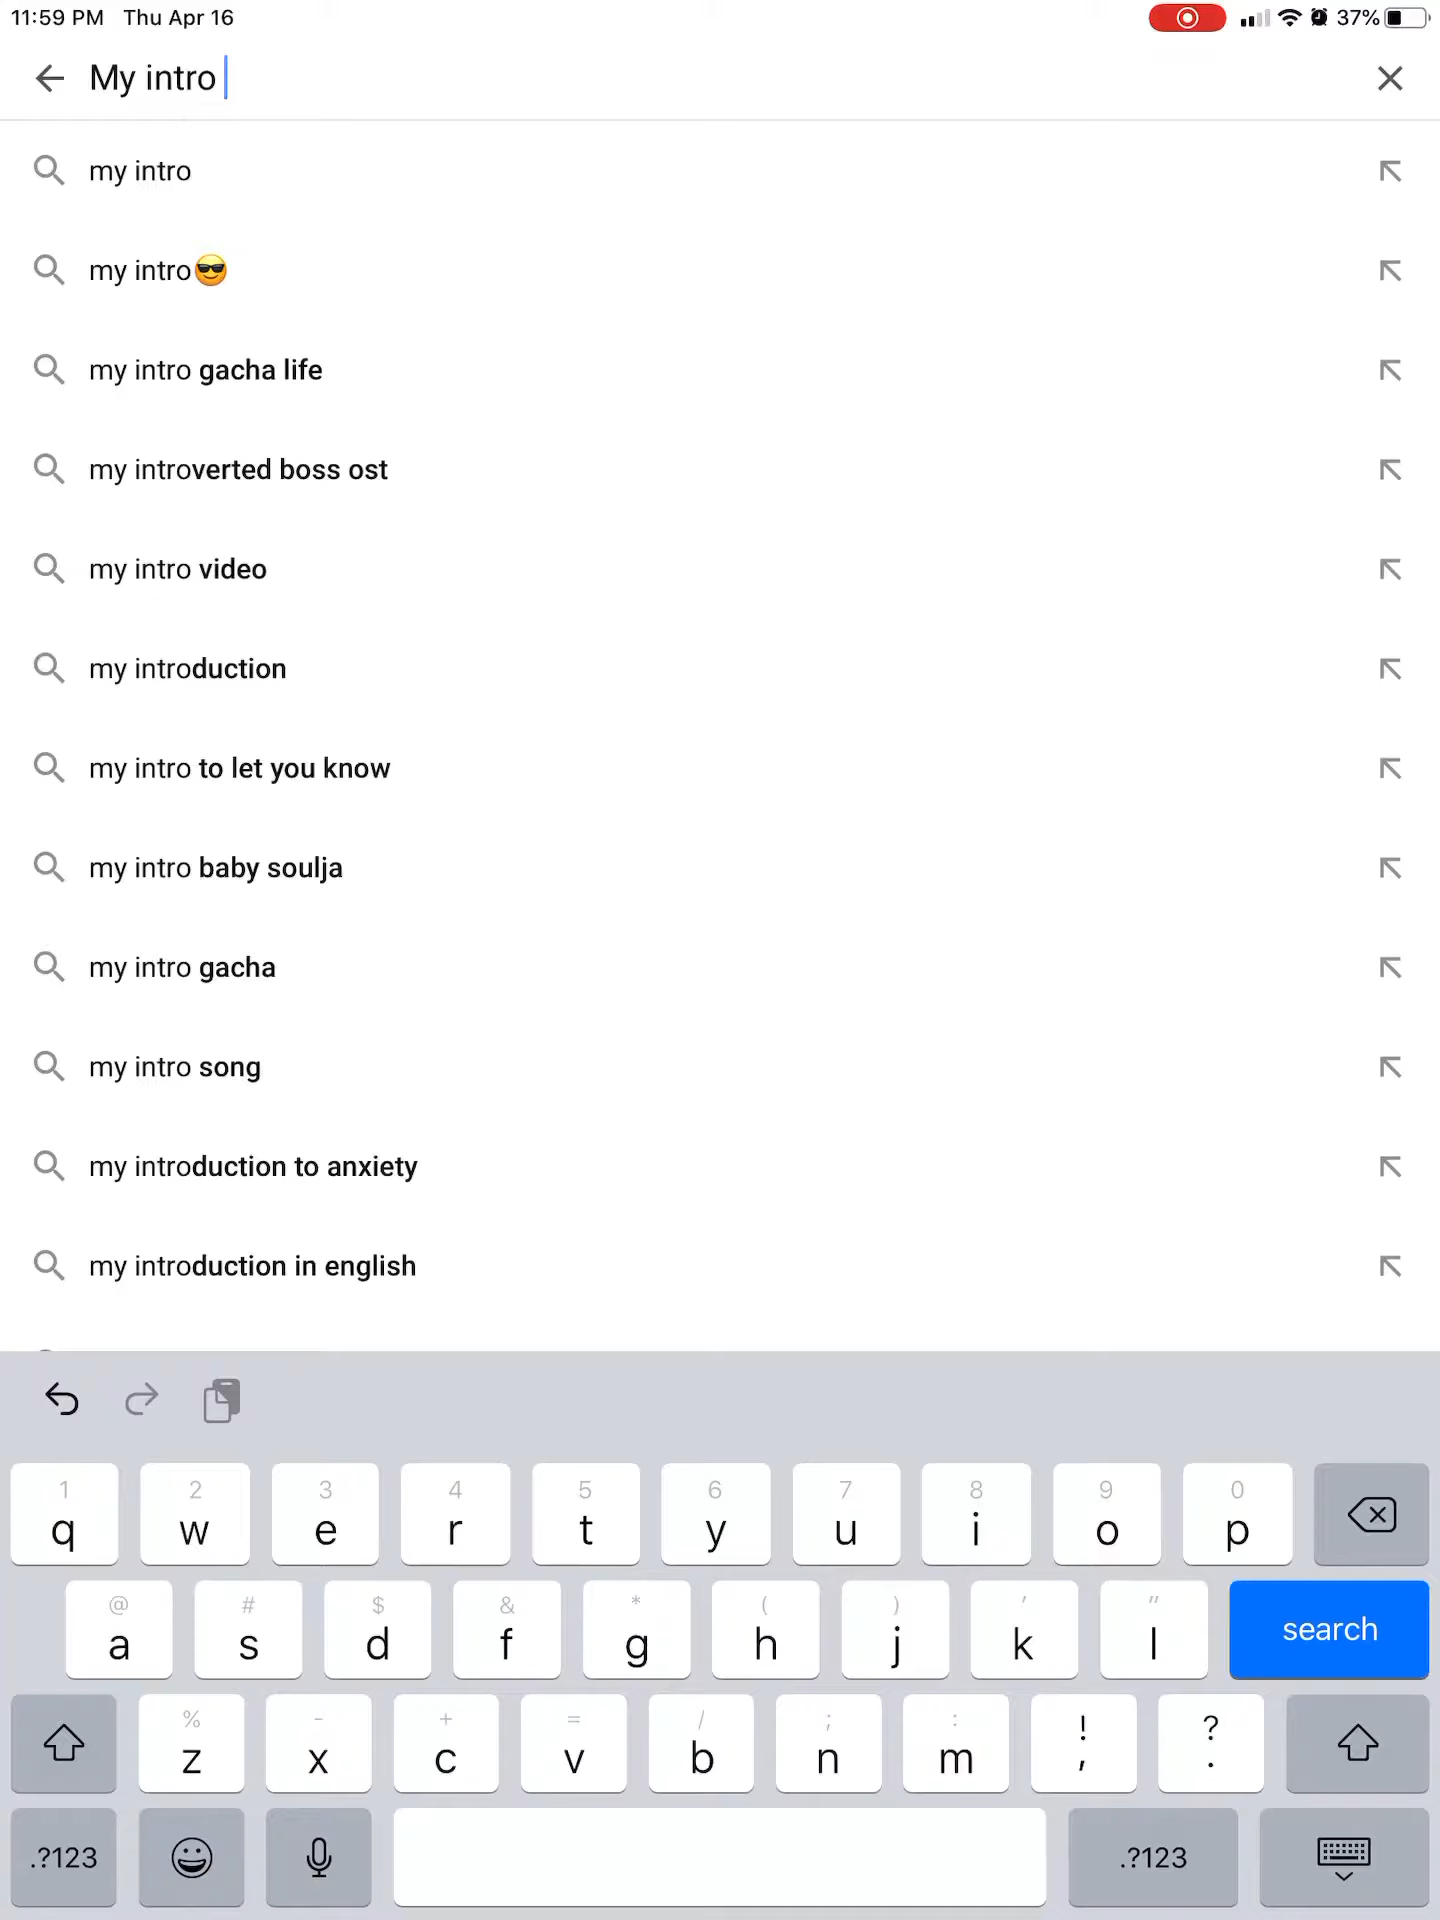 11:59 PM Thu Apr 16 37%
My intro
my intro
my intro😎
my intro gacha life
my introverted boss ost
my intro video
my introduction
my intro to let you know
my intro baby soulja
my intro gacha
my intro song
my introduction to anxiety
my introduction in english
1 2 3 4 5 6 7 8 9 0
q w e r t y u i o p
@ # $ & * ( ) ' "
a s d f g h j k l search
% - + = / ; : ! ?
z x c v b n m , .
.?123 .?123